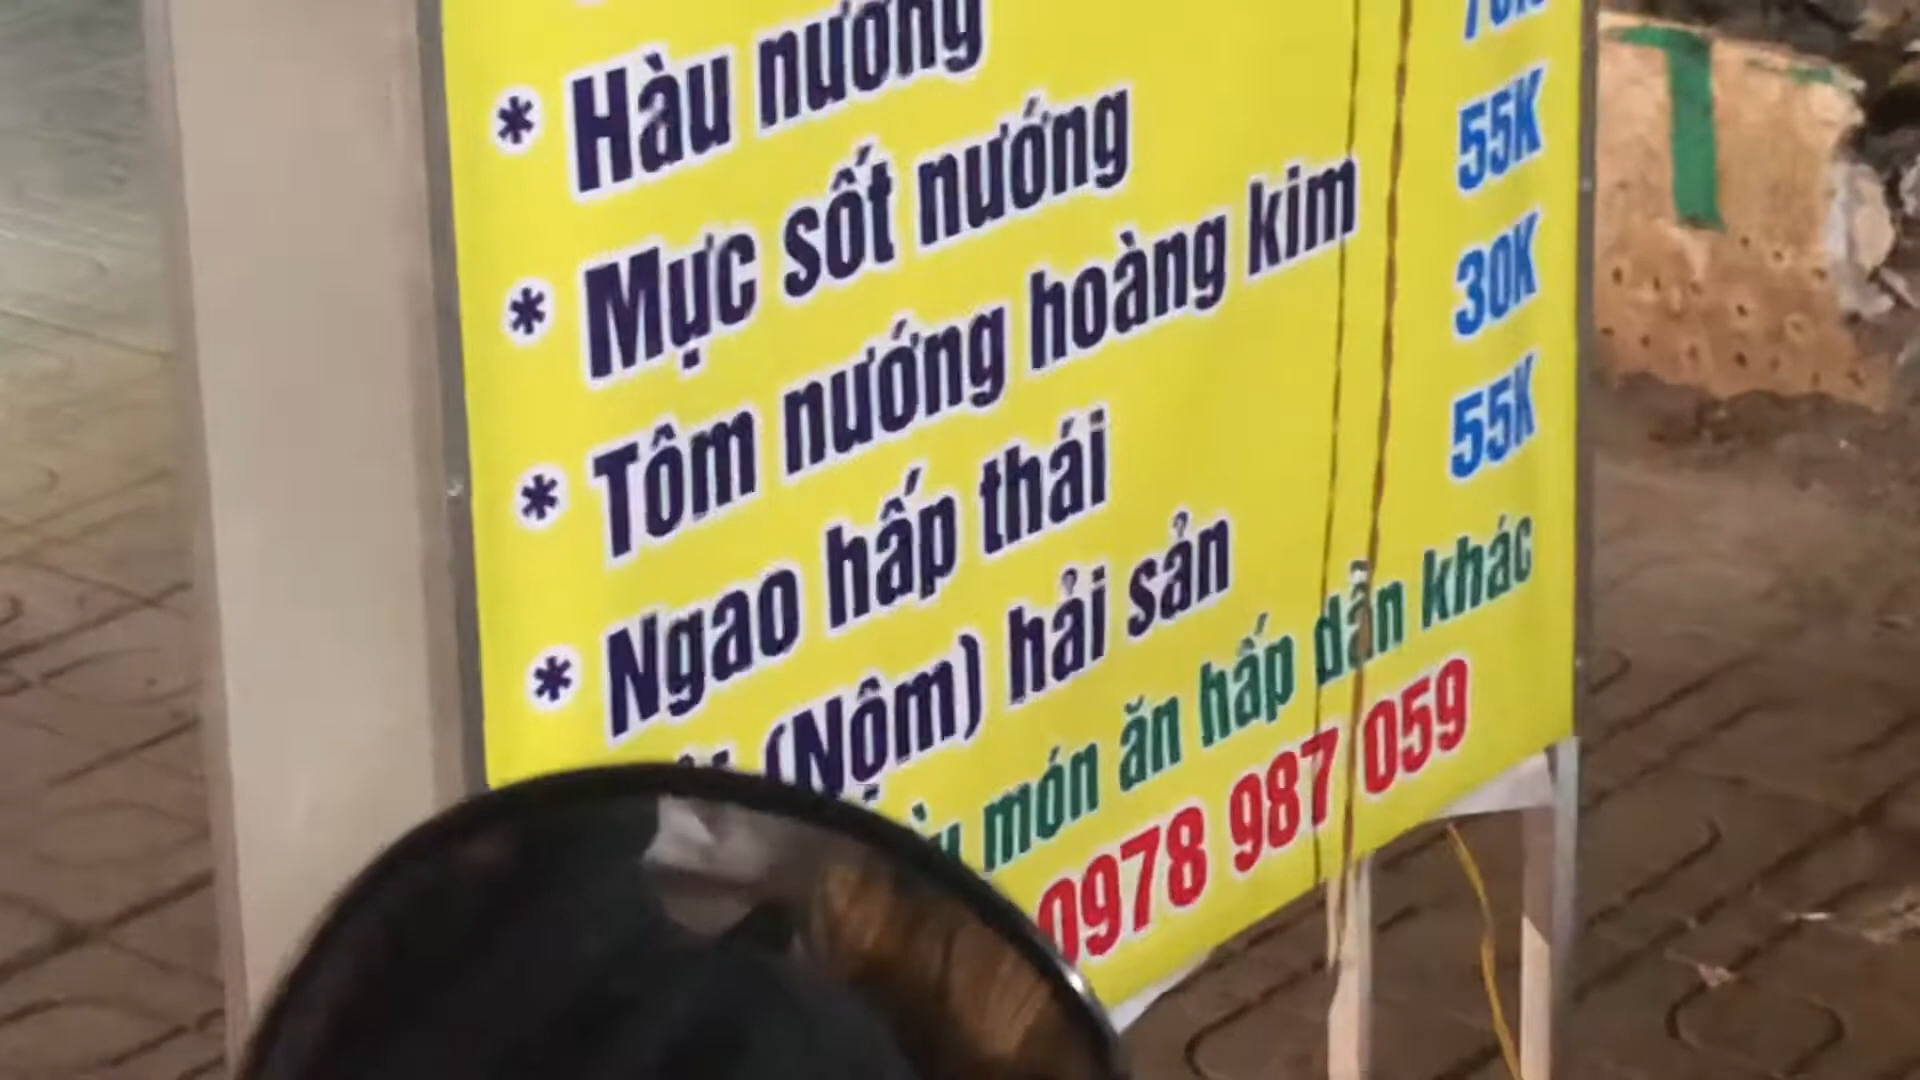 * Hàu nướng
* Mực sốt nướng
* Tôm nướng hoàng kim 55K
* Ngao hấp thái 30K
(Nộm) hải sản 55K
món ăn hấp dẫn khác
0978 987 059